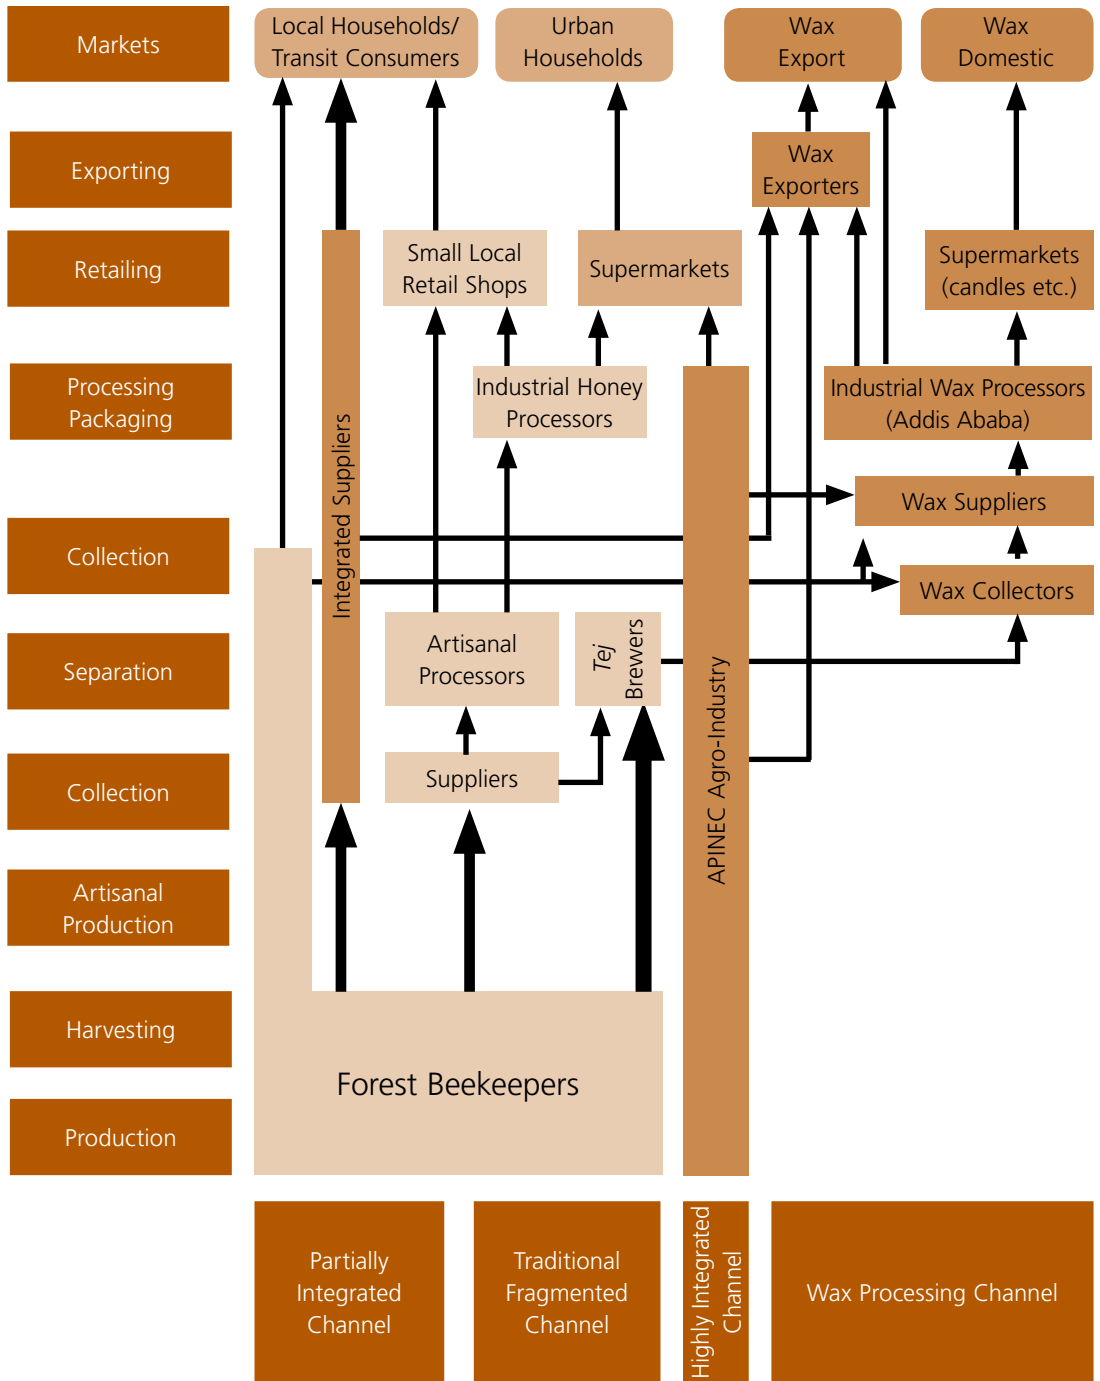 Markets
Local Households/
Transit Consumers
Urban
Households
Wax
Export
Wax
Domestic
Exporting
Wax
Exporters
Retailing
Small Local
Retail Shops
Supermarkets
Supermarkets
(candles etc.)
Processing
Packaging
Industrial Honey
Processors
Industrial Wax Processors
(Addis Ababa)
Integrated Suppliers
Wax Suppliers
Collection
Wax Collectors
Separation
Artisanal
Processors
Tej
Brewers
APINEC Agro-Industry
Collection
Suppliers
Artisanal
Production
Harvesting
Forest Beekeepers
Production
Partially
Integrated
Channel
Traditional
Fragmented
Channel
Highly Integrated
Channel
Wax Processing Channel